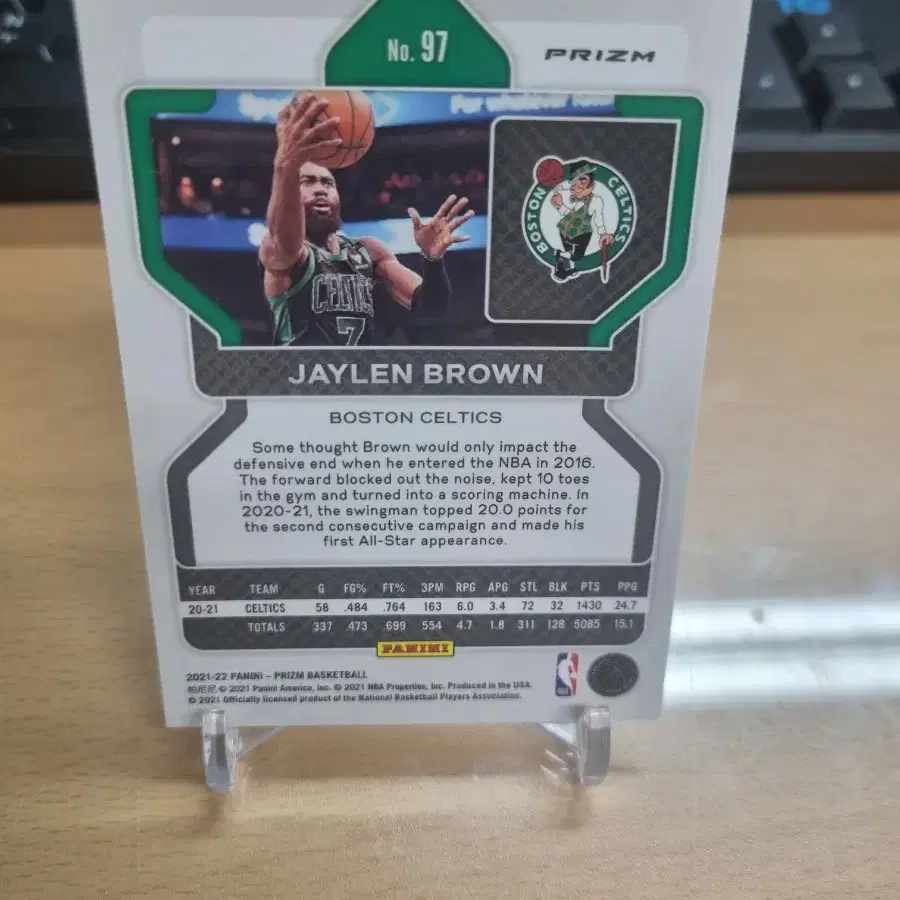 No. 97
PRIZM
BOSTON CELTICS
CELTICS
7
JAYLEN BROWN
BOSTON CELTICS
Some thought Brown would only impact the
defensive end when he entered the NBA in 2016.
The forward blocked out the noise, kept 10 toes
in the gym and turned into a scoring machine. In
2020-21, the swingman topped 20.0 points for
the second consecutive campaign and made his
first All-Star appearance.
YEAR TEAM G FG% FT% 3PM RPG APG STL BLK PTS PPG
20-21 CELTICS 58 .484 .764 163 6.0 3.4 72 32 1430 24.7
TOTALS 337 .473 .699 554 4.7 1.8 311 128 5085 15.1
PANINI
2021-22 PANINI – PRIZM BASKETBALL
帕尼尼 © 2021 Panini America, Inc. © 2021 NBA Properties, Inc. Produced in the USA.
© 2021 Officially licensed product of the National Basketball Players Association.